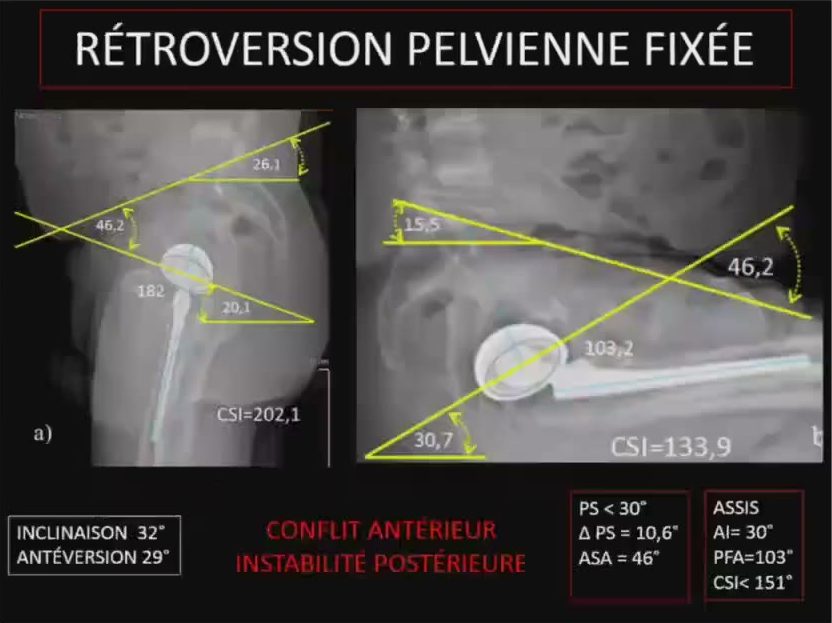 RÉTROVERSION PELVIENNE FIXÉE
26,1
46,2
182
20,1
CSI=202,1
a)
15,5
46,2
103,2
30,7
CSI=133,9
b
INCLINAISON 32°
ANTÉVERSION 29°
CONFLIT ANTÉRIEUR
INSTABILITÉ POSTÉRIEURE
PS < 30°
Δ PS = 10,6°
ASA = 46°
ASSIS
AI= 30°
PFA=103°
CSI< 151°